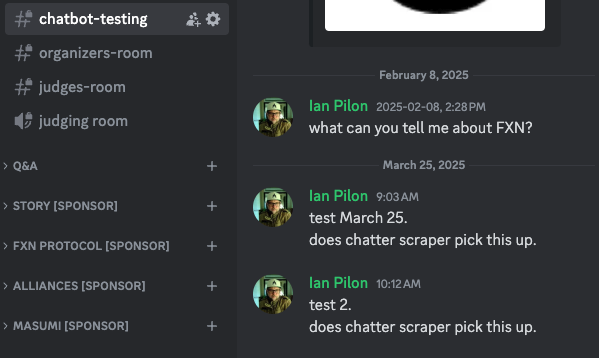 chatbot-testing
organizers-room
judges-room
judging room
Q&A
STORY [SPONSOR]
FXN PROTOCOL [SPONSOR]
ALLIANCES [SPONSOR]
MASUMI [SPONSOR]
February 8, 2025
Ian Pilon 2025-02-08, 2:28 PM
what can you tell me about FXN?
March 25, 2025
Ian Pilon 9:03 AM
test March 25.
does chatter scraper pick this up.
Ian Pilon 10:12 AM
test 2.
does chatter scraper pick this up.